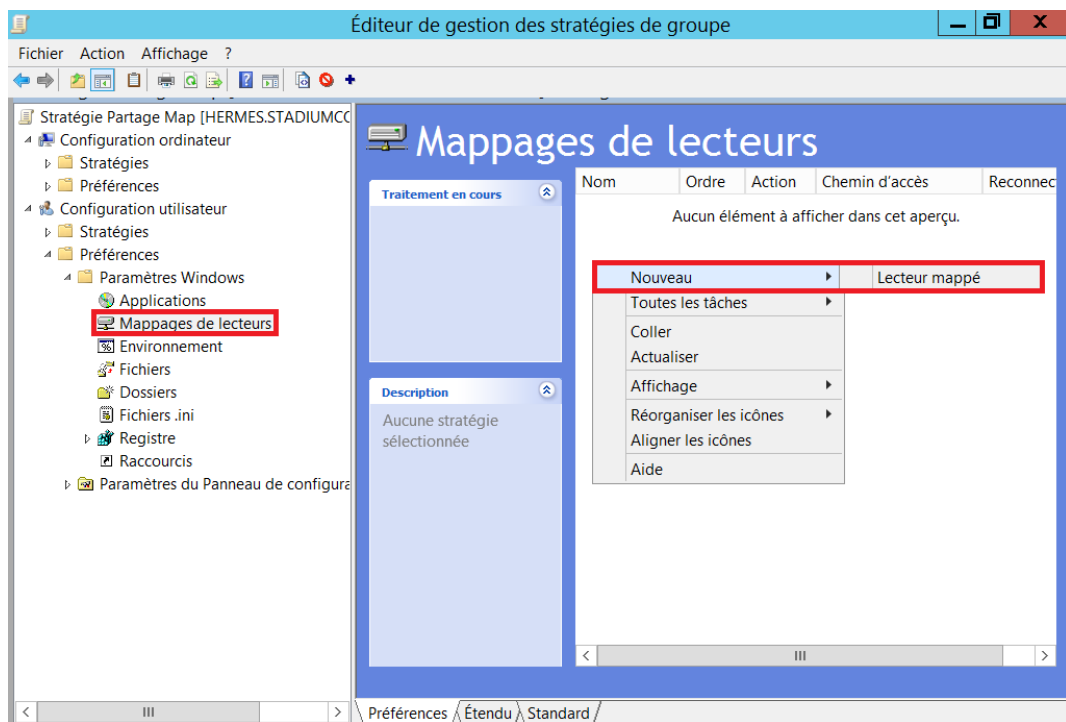 Éditeur de gestion des stratégies de groupe
Fichier Action Affichage ?
Stratégie Partage Map [HERMES.STADIUMCC
Configuration ordinateur
Stratégies
Préférences
Configuration utilisateur
Stratégies
Préférences
Paramètres Windows
Applications
Mappages de lecteurs
Environnement
Fichiers
Dossiers
Fichiers .ini
Registre
Raccourcis
Paramètres du Panneau de configura
Mappages de lecteurs
Traitement en cours
Description
Aucune stratégie
sélectionnée
Nom Ordre Action Chemin d'accès Reconnec
Aucun élément à afficher dans cet aperçu.
Nouveau
Lecteur mappé
Toutes les tâches
Coller
Actualiser
Affichage
Réorganiser les icônes
Aligner les icônes
Aide
Préférences Étendu Standard